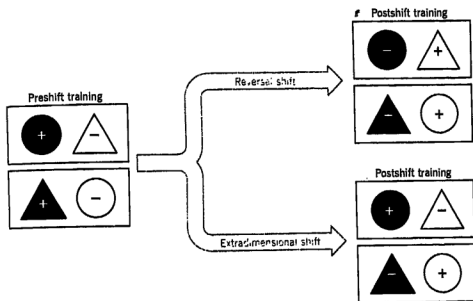 Postshift training
+
-
Reversal shift
Preshift training
+
-
-
+
+
-
Postshift training
+
-
Extradimensional shift
-
+